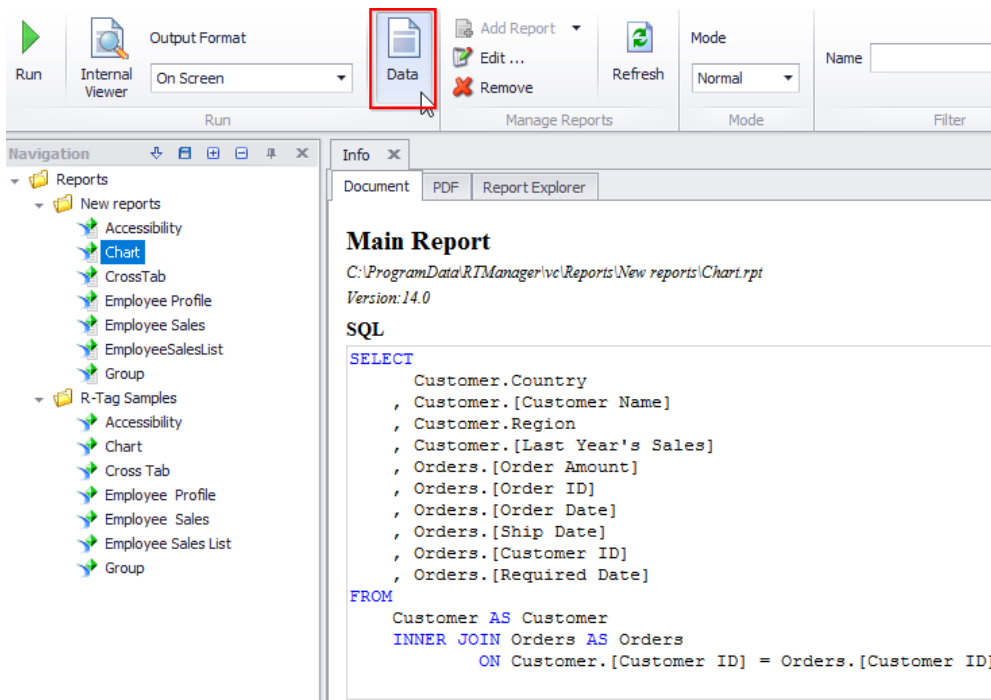 Run
Internal
Viewer
Output Format
On Screen
Run
Data
Add Report
Edit ...
Remove
Manage Reports
Refresh
Mode
Normal
Mode
Name
Filter
Navigation
Reports
New reports
Accessibility
Chart
CrossTab
Employee Profile
Employee Sales
EmployeeSalesList
Group
R-Tag Samples
Accessibility
Chart
Cross Tab
Employee Profile
Employee Sales
Employee Sales List
Group
Info
Document PDF Report Explorer
Main Report
C:\ProgramData\RTManager\vc\Reports\New reports\Chart.rpt
Version:14.0
SQL
SELECT
Customer.Country
, Customer.[Customer Name]
, Customer.Region
, Customer.[Last Year's Sales]
, Orders.[Order Amount]
, Orders.[Order ID]
, Orders.[Order Date]
, Orders.[Ship Date]
, Orders.[Customer ID]
, Orders.[Required Date]
FROM
Customer AS Customer
INNER JOIN Orders AS Orders
ON Customer.[Customer ID] = Orders.[Customer ID]